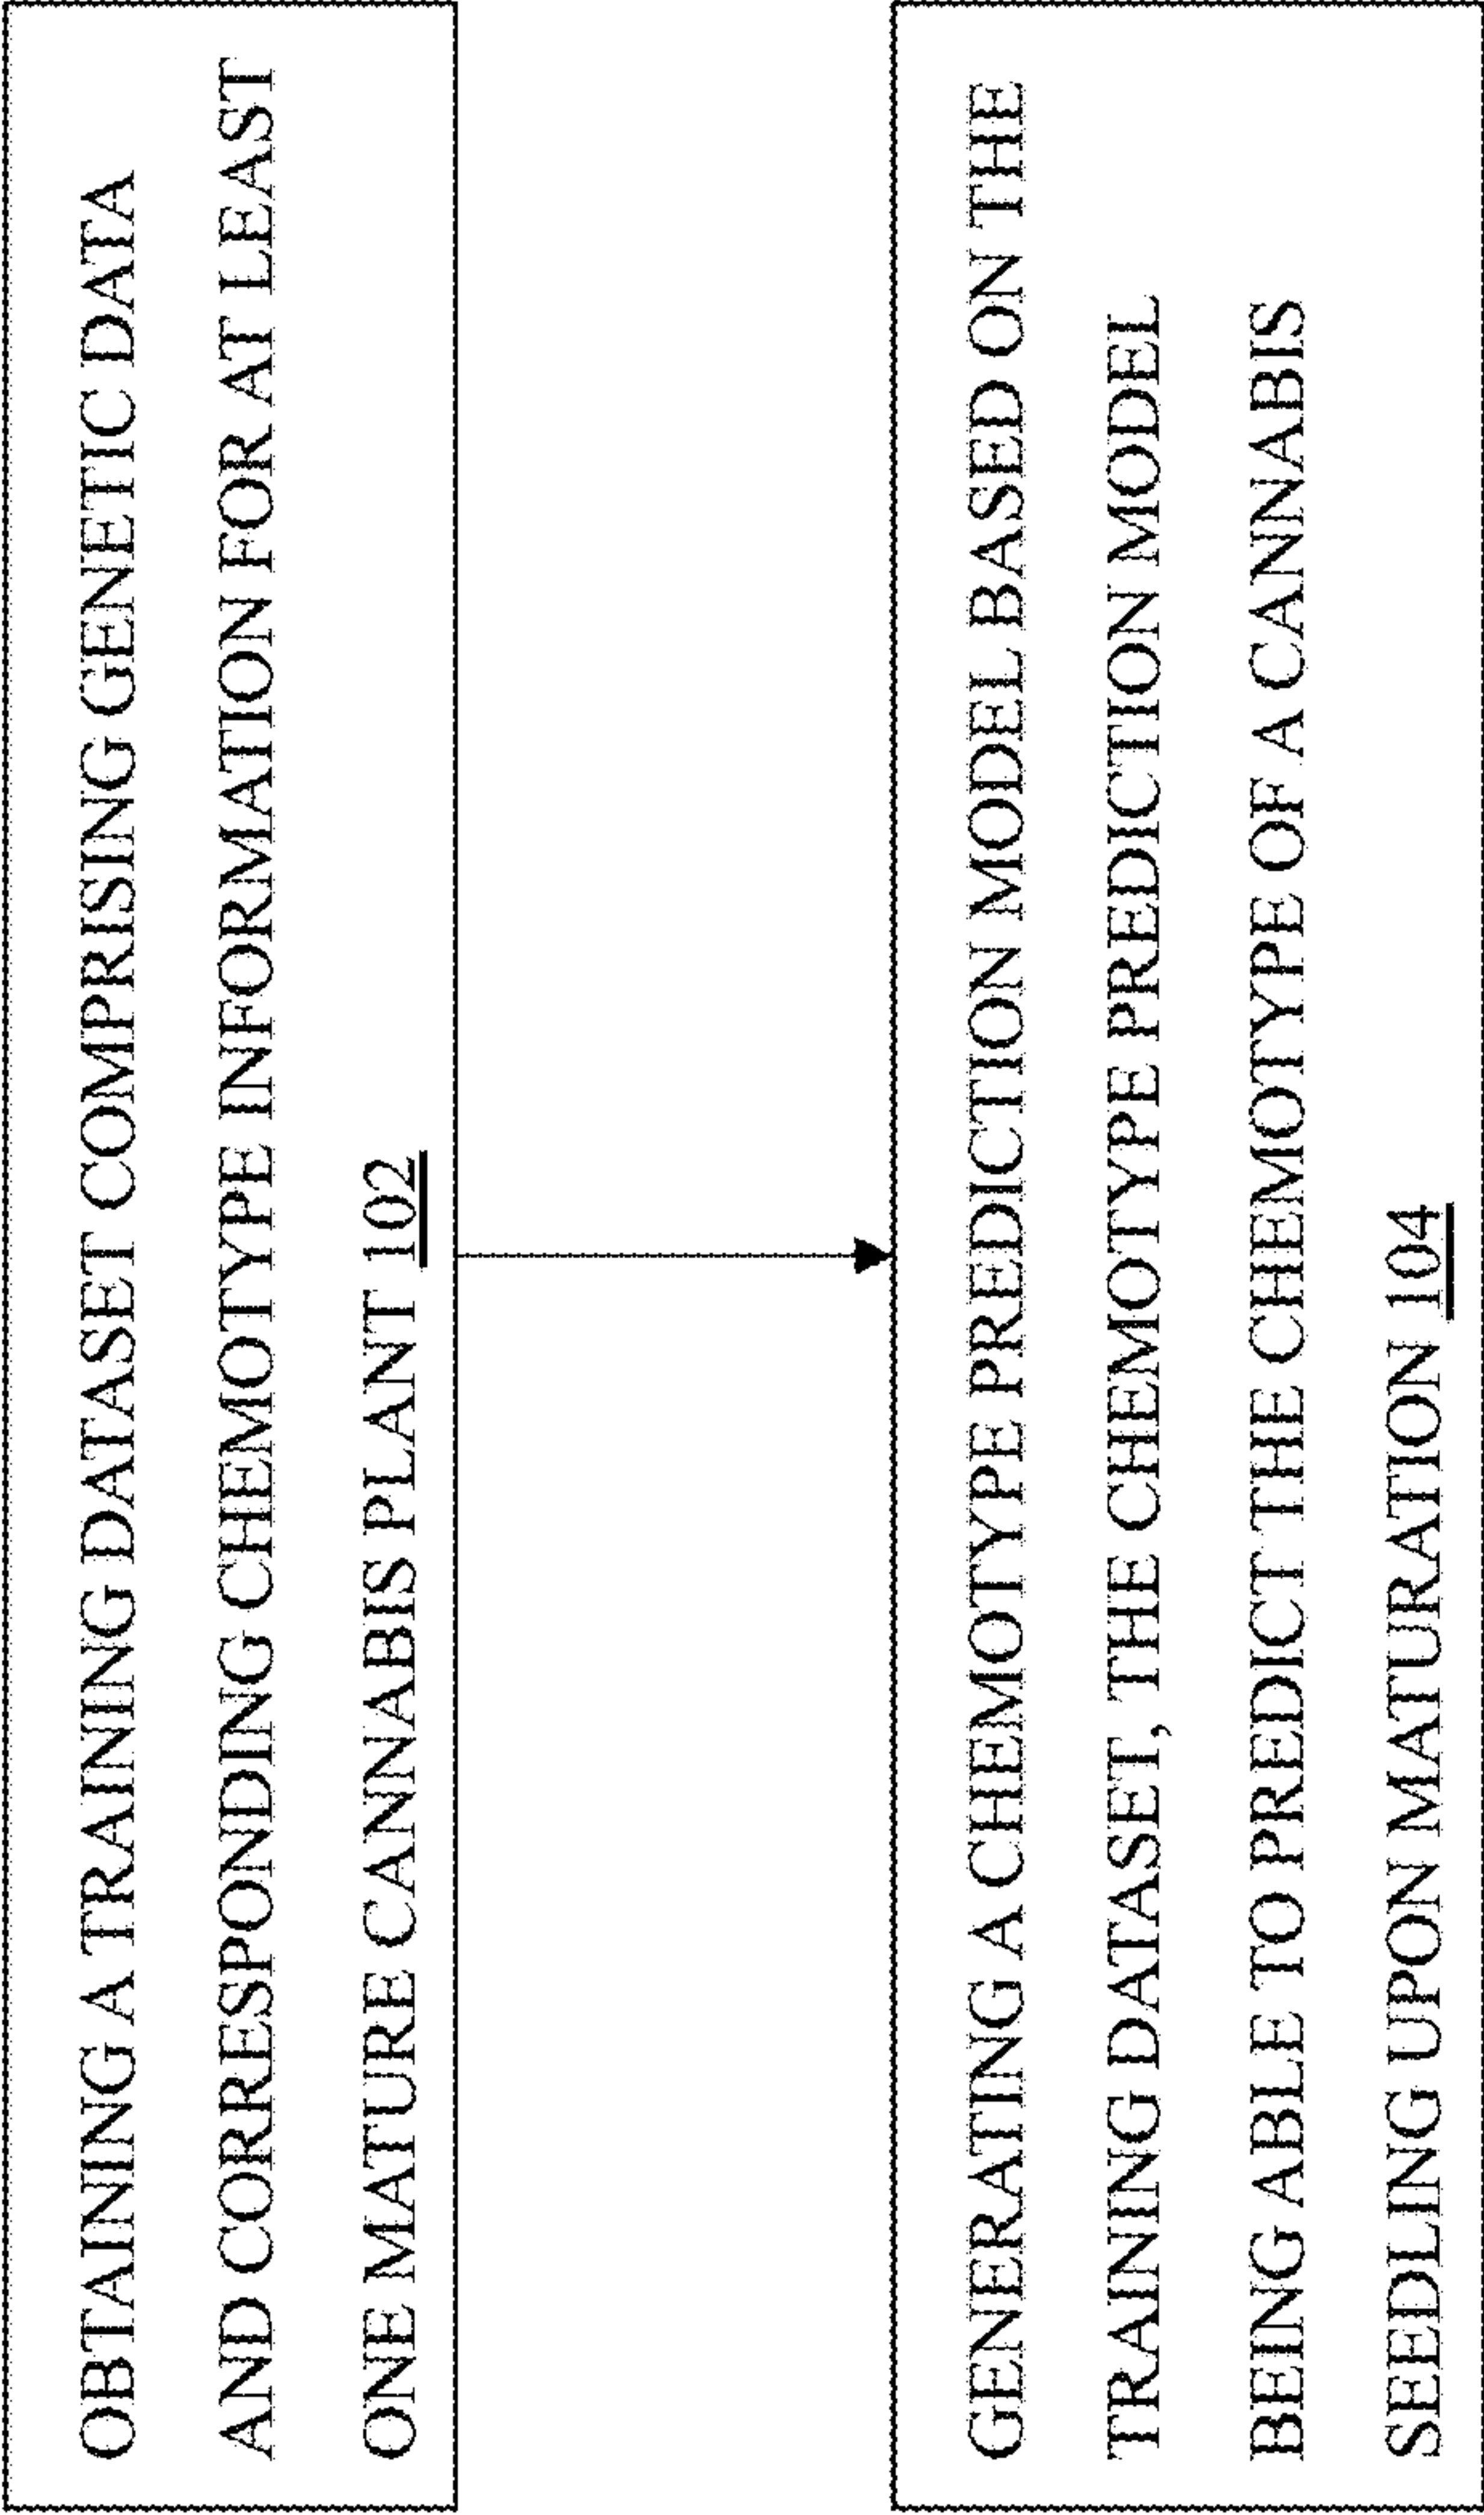 OBTAINING A TRAINING DATASET COMPRISING GENETIC DATA
AND CORRESPONDING CHEMOTYPE INFORMATION FOR AT LEAST
ONE MATURE CANNABIS PLANT 102
GENERATING A CHEMOTYPE PREDICTION MODEL BASED ON THE
TRAINING DATASET, THE CHEMOTYPE PREDICTION MODEL
BEING ABLE TO PREDICT THE CHEMOTYPE OF A CANNABIS
SEEDLING UPON MATURATION 104